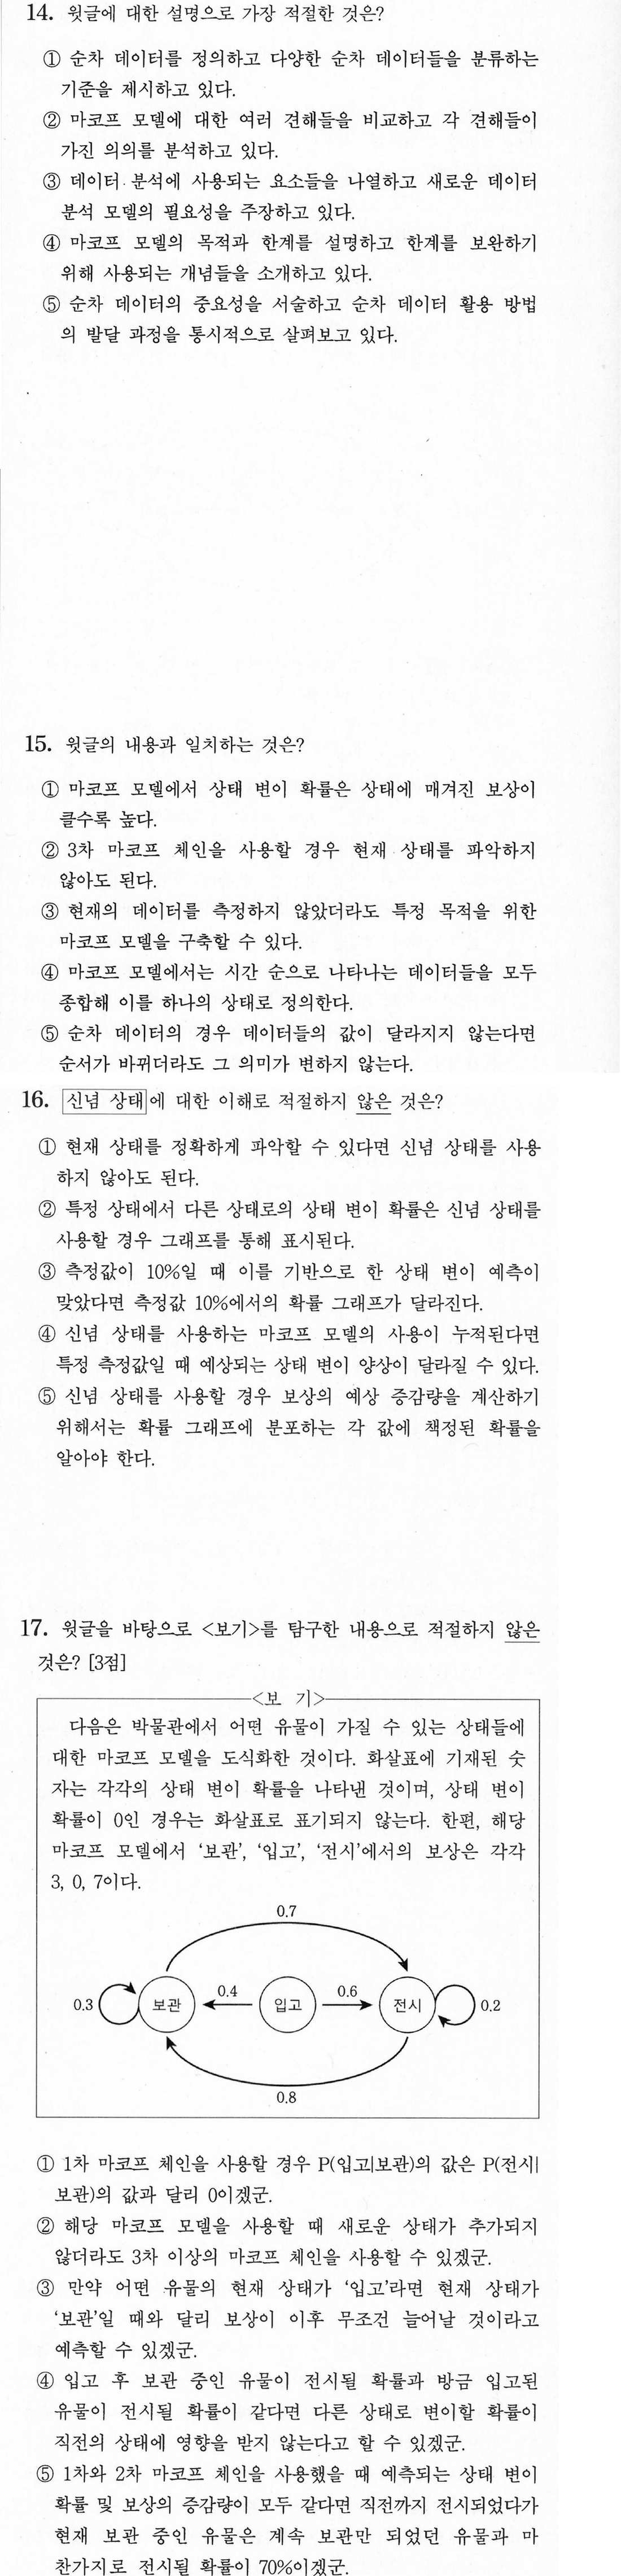 14. 윗글에 대한 설명으로 가장 적절한 것은?
① 순차 데이터를 정의하고 다양한 순차 데이터들을 분류하는
기준을 제시하고 있다.
② 마코프 모델에 대한 여러 견해들을 비교하고 각 견해들이
가진 의의를 분석하고 있다.
③ 데이터 분석에 사용되는 요소들을 나열하고 새로운 데이터
분석 모델의 필요성을 주장하고 있다.
④ 마코프 모델의 목적과 한계를 설명하고 한계를 보완하기
위해 사용되는 개념들을 소개하고 있다.
⑤ 순차 데이터의 중요성을 서술하고 순차 데이터 활용 방법
의 발달 과정을 통시적으로 살펴보고 있다.
15. 윗글의 내용과 일치하는 것은?
① 마코프 모델에서 상태 변이 확률은 상태에 매겨진 보상이
클수록 높다.
② 3차 마코프 체인을 사용할 경우 현재 상태를 파악하지
않아도 된다.
③ 현재의 데이터를 측정하지 않았더라도 특정 목적을 위한
마코프 모델을 구축할 수 있다.
④ 마코프 모델에서는 시간 순으로 나타나는 데이터들을 모두
종합해 이를 하나의 상태로 정의한다.
⑤ 순차 데이터의 경우 데이터들의 값이 달라지지 않는다면
순서가 바뀌더라도 그 의미가 변하지 않는다.
16. 신념 상태에 대한 이해로 적절하지 않은 것은?
① 현재 상태를 정확하게 파악할 수 있다면 신념 상태를 사용
하지 않아도 된다.
② 특정 상태에서 다른 상태로의 상태 변이 확률은 신념 상태를
사용할 경우 그래프를 통해 표시된다.
③ 측정값이 10%일 때 이를 기반으로 한 상태 변이 예측이
맞았다면 측정값 10%에서의 확률 그래프가 달라진다.
④ 신념 상태를 사용하는 마코프 모델의 사용이 누적된다면
특정 측정값일 때 예상되는 상태 변이 양상이 달라질 수 있다.
⑤ 신념 상태를 사용할 경우 보상의 예상 증감량을 계산하기
위해서는 확률 그래프에 분포하는 각 값에 책정된 확률을
알아야 한다.
17. 윗글을 바탕으로 <보기>를 탐구한 내용으로 적절하지 않은
것은? [3점]
<보 기>
다음은 박물관에서 어떤 유물이 가질 수 있는 상태들에
대한 마코프 모델을 도식화한 것이다. 화살표에 기재된 숫
자는 각각의 상태 변이 확률을 나타낸 것이며, 상태 변이
확률이 0인 경우는 화살표로 표기되지 않는다. 한편, 해당
마코프 모델에서 '보관', '입고', '전시'에서의 보상은 각각
3, 0, 7이다.
0.7
0.3 보관 0.4 입고 0.6 전시 0.2
0.8
① 1차 마코프 체인을 사용할 경우 P(입고|보관)의 값은 P(전시|
보관)의 값과 달리 0이겠군.
② 해당 마코프 모델을 사용할 때 새로운 상태가 추가되지
않더라도 3차 이상의 마코프 체인을 사용할 수 있겠군.
③ 만약 어떤 유물의 현재 상태가 '입고'라면 현재 상태가
'보관'일 때와 달리 보상이 이후 무조건 늘어날 것이라고
예측할 수 있겠군.
④ 입고 후 보관 중인 유물이 전시될 확률과 방금 입고된
유물이 전시될 확률이 같다면 다른 상태로 변이할 확률이
직전의 상태에 영향을 받지 않는다고 할 수 있겠군.
⑤ 1차와 2차 마코프 체인을 사용했을 때 예측되는 상태 변이
확률 및 보상의 증감량이 모두 같다면 직전까지 전시되었다가
현재 보관 중인 유물은 계속 보관만 되었던 유물과 마
찬가지로 전시될 확률이 70%이겠군.